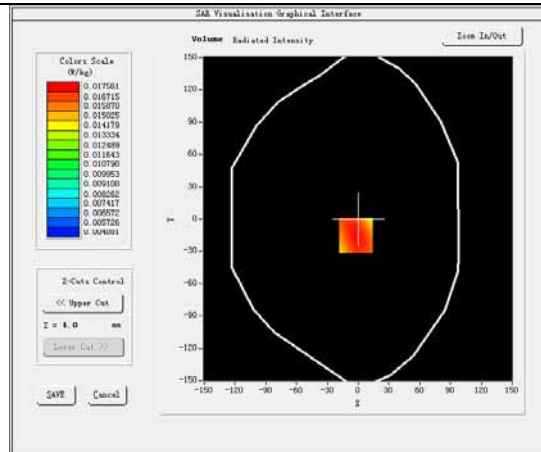 SAR Visualisation Graphical Interface
Volume Radiated Intensity
Zoom In/Out
Colors Scale
(W/kg)
0.017561
0.016715
0.015870
0.015025
0.014179
0.013334
0.012489
0.011643
0.010798
0.009953
0.009108
0.008262
0.007417
0.006572
0.005726
0.004881
Z-Cuts Control
<< Upper Cut
Z = 4.0 mm
Lower Cut >>
SAVE
Cancel
150
120
90
60
30
0
-30
-60
-90
-120
-150
Y
-150 -120 -90 -60 -30 0 30 60 90 120 150
X